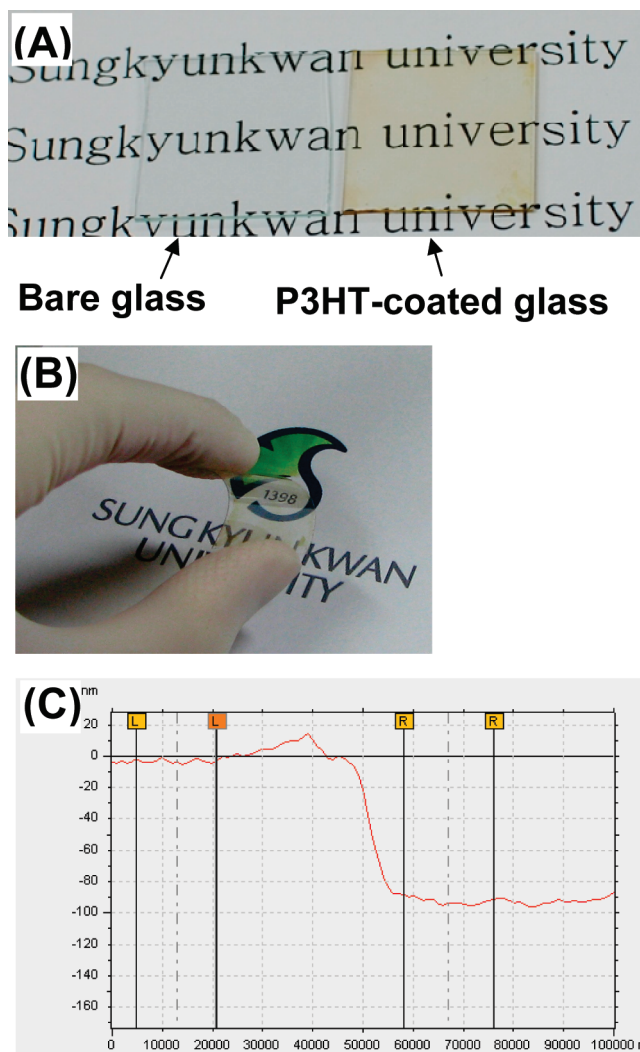 (A)
Sungkyunkwan university
Sungkyunkwan university
Sungkyunkwan university
Bare glass
P3HT-coated glass
(B)
1398
SUNGKYUNKWAN
UNIVERSITY
(C)
nm
L
L
R
R
20
0
-20
-40
-60
-80
-100
-120
-140
-160
0 10000 20000 30000 40000 50000 60000 70000 80000 90000 100000